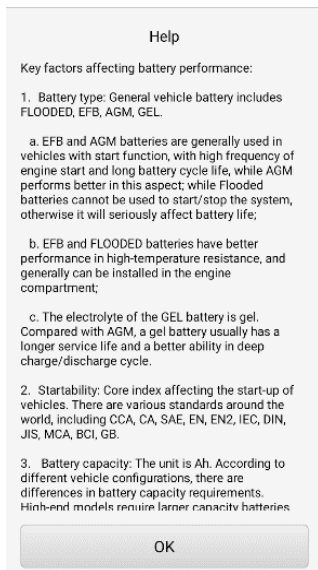 Help
Key factors affecting battery performance:
1. Battery type: General vehicle battery includes
FLOODED, EFB, AGM, GEL.
a. EFB and AGM batteries are generally used in
vehicles with start function, with high frequency of
engine start and long battery cycle life, while AGM
performs better in this aspect; while Flooded
batteries cannot be used to start/stop the system,
otherwise it will seriously affect battery life;
b. EFB and FLOODED batteries have better
performance in high-temperature resistance, and
generally can be installed in the engine
compartment;
c. The electrolyte of the GEL battery is gel.
Compared with AGM, a gel battery usually has a
longer service life and a better ability in deep
charge/discharge cycle.
2. Startability: Core index affecting the start-up of
vehicles. There are various standards around the
world, including CCA, CA, SAE, EN, EN2, IEC, DIN,
JIS, MCA, BCI, GB.
3. Battery capacity: The unit is Ah. According to
different vehicle configurations, there are
differences in battery capacity requirements.
High-end models require larger capacity batteries
OK